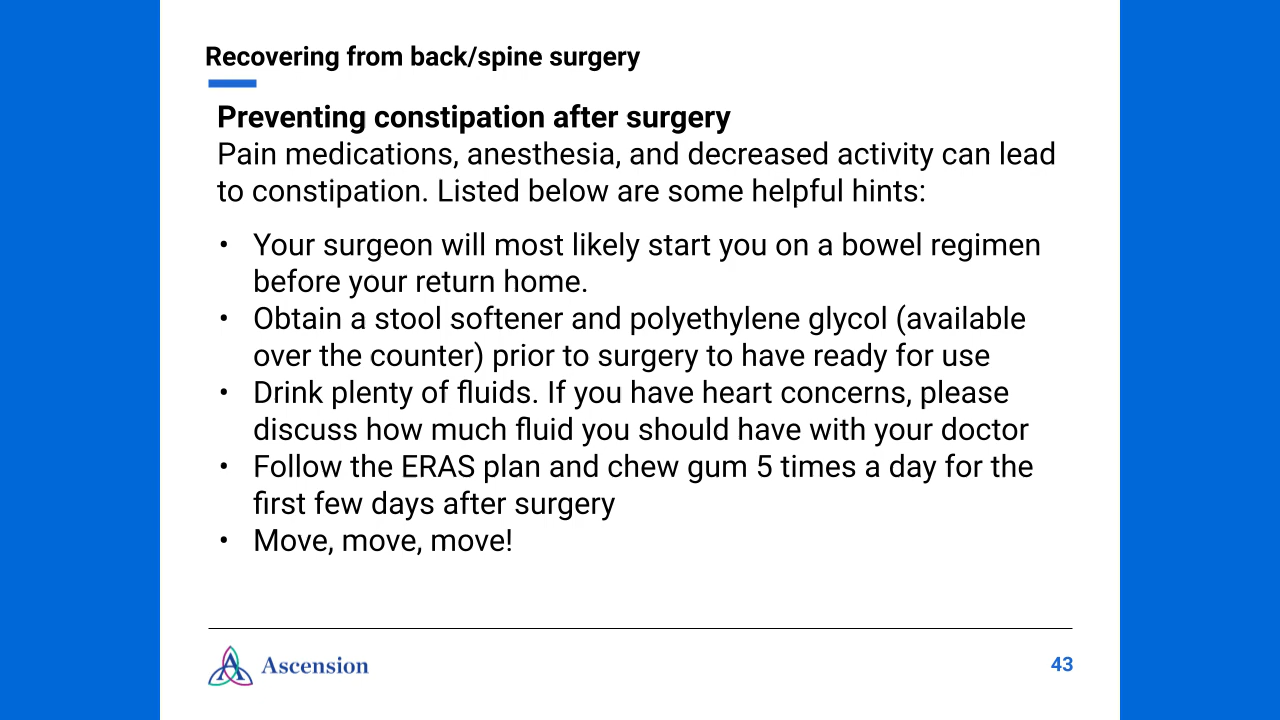 Recovering from back/spine surgery
Preventing constipation after surgery
Pain medications, anesthesia, and decreased activity can lead
to constipation. Listed below are some helpful hints:
• Your surgeon will most likely start you on a bowel regimen
before your return home.
• Obtain a stool softener and polyethylene glycol (available
over the counter) prior to surgery to have ready for use
• Drink plenty of fluids. If you have heart concerns, please
discuss how much fluid you should have with your doctor
• Follow the ERAS plan and chew gum 5 times a day for the
first few days after surgery
• Move, move, move!
Ascension
43